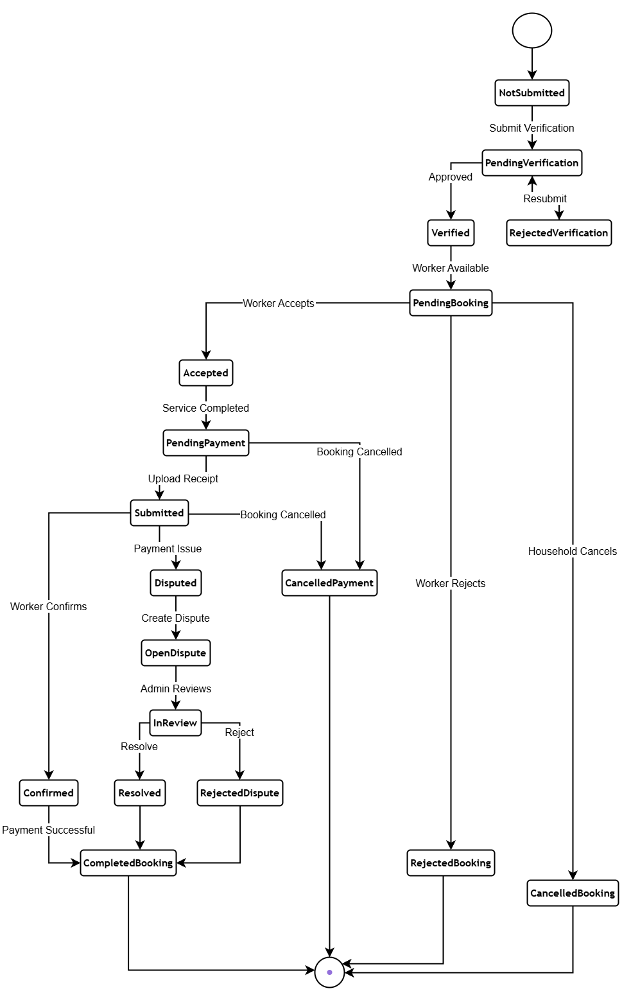 NotSubmitted
Submit Verification
PendingVerification
Approved
Resubmit
Verified
RejectedVerification
Worker Available
PendingBooking
Worker Accepts
Accepted
Service Completed
PendingPayment
Booking Cancelled
Upload Receipt
Submitted
Booking Cancelled
Payment Issue
Household Cancels
Disputed
CancelledPayment
Worker Rejects
Worker Confirms
Create Dispute
OpenDispute
Admin Reviews
InReview
Reject
Resolve
Confirmed
Resolved
RejectedDispute
Payment Successful
CompletedBooking
RejectedBooking
CancelledBooking